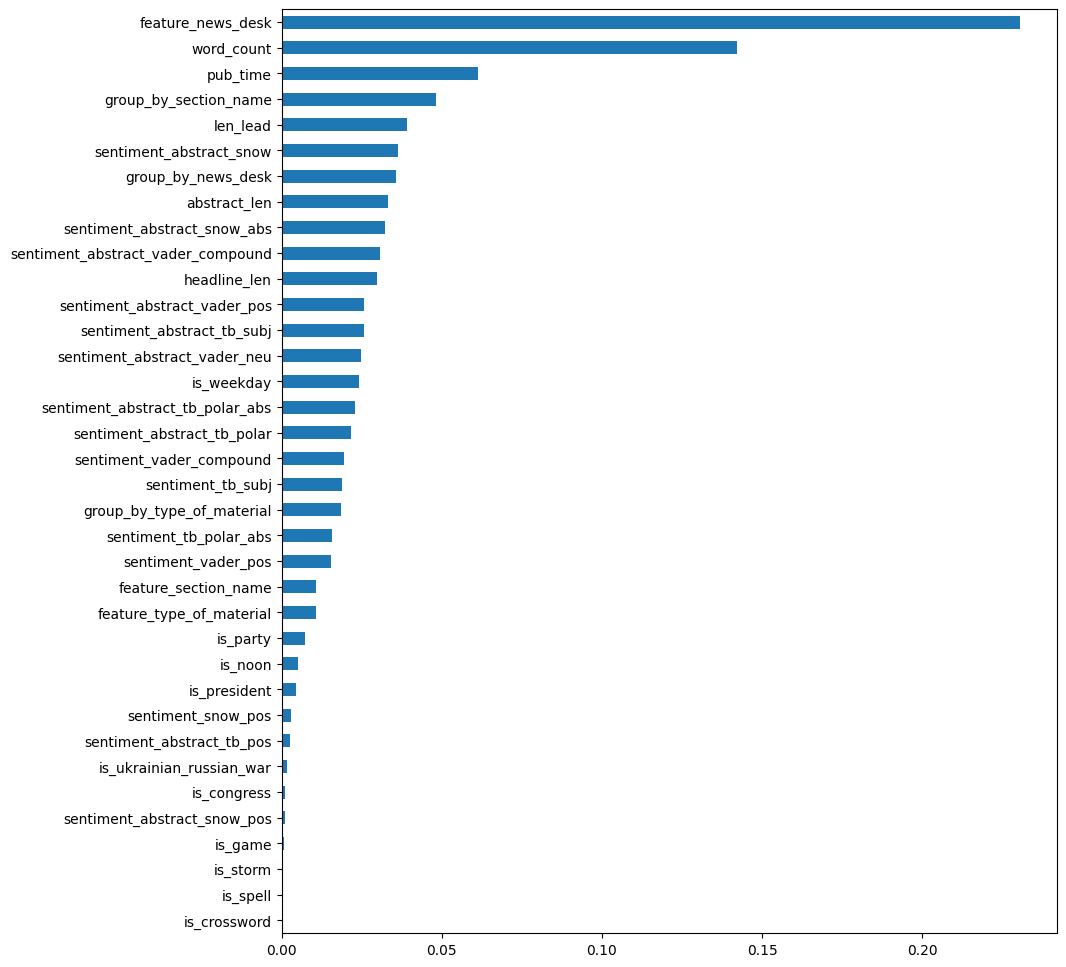 feature_news_desk
word_count
pub_time
group_by_section_name
len_lead
sentiment_abstract_snow
group_by_news_desk
abstract_len
sentiment_abstract_snow_abs
sentiment_abstract_vader_compound
headline_len
sentiment_abstract_vader_pos
sentiment_abstract_tb_subj
sentiment_abstract_vader_neu
is_weekday
sentiment_abstract_tb_polar_abs
sentiment_abstract_tb_polar
sentiment_vader_compound
sentiment_tb_subj
group_by_type_of_material
sentiment_tb_polar_abs
sentiment_vader_pos
feature_section_name
feature_type_of_material
is_party
is_noon
is_president
sentiment_snow_pos
sentiment_abstract_tb_pos
is_ukrainian_russian_war
is_congress
sentiment_abstract_snow_pos
is_game
is_storm
is_spell
is_crossword
0.00 0.05 0.10 0.15 0.20